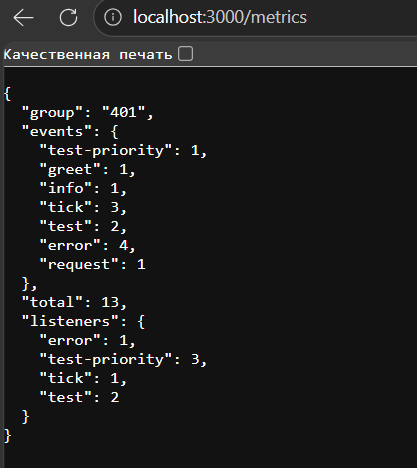 localhost:3000/metrics
Качественная печать
{
  "group": "401",
  "events": {
    "test-priority": 1,
    "greet": 1,
    "info": 1,
    "tick": 3,
    "test": 2,
    "error": 4,
    "request": 1
  },
  "total": 13,
  "listeners": {
    "error": 1,
    "test-priority": 3,
    "tick": 1,
    "test": 2
  }
}